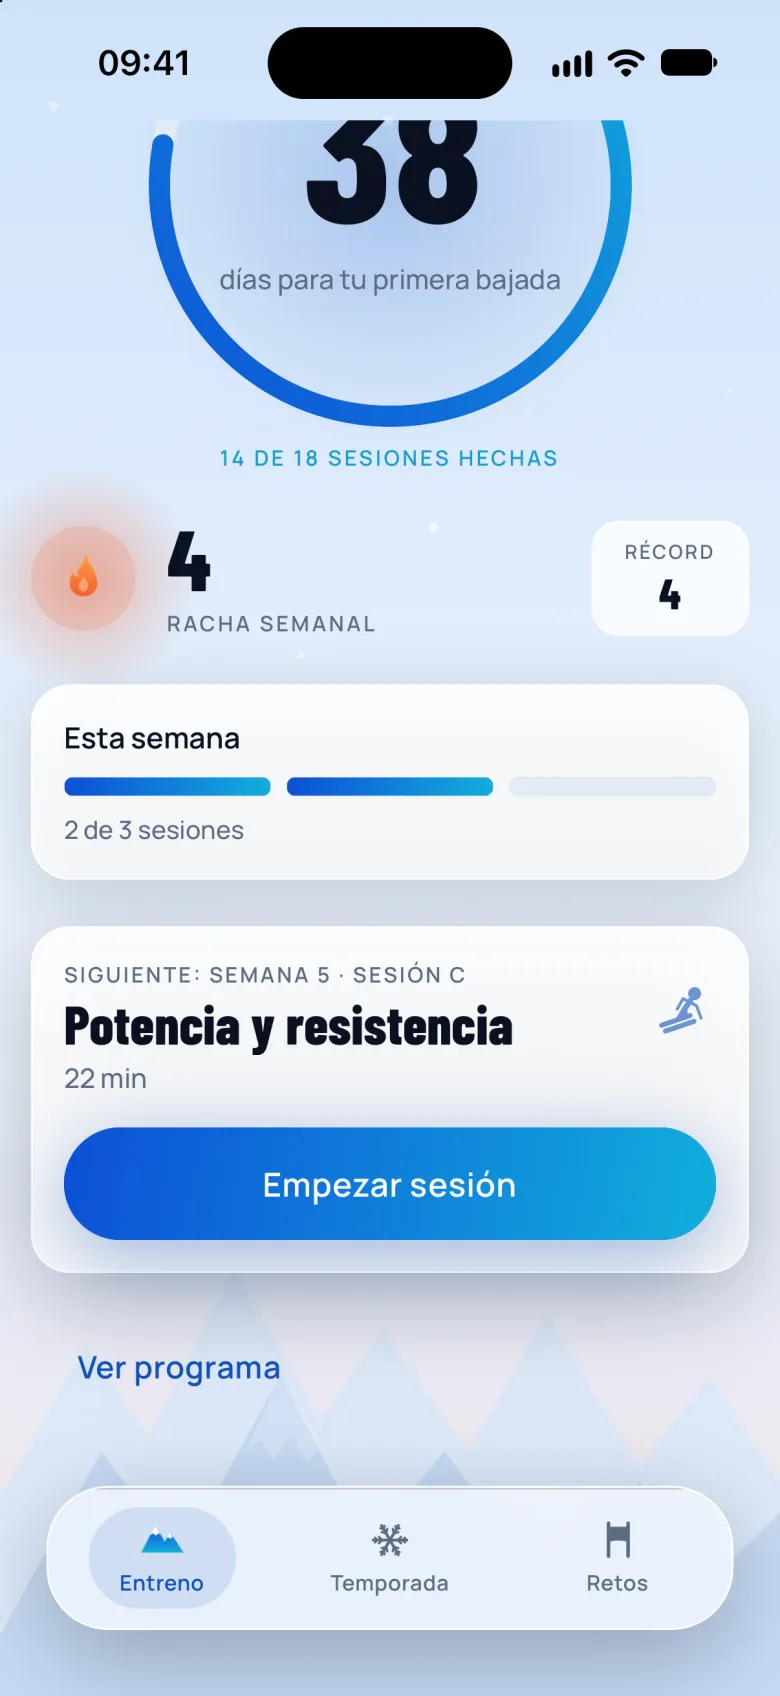 09:41
38
días para tu primera bajada
14 DE 18 SESIONES HECHAS
4
RACHA SEMANAL
RÉCORD
4
Esta semana
2 de 3 sesiones
SIGUIENTE: SEMANA 5 · SESIÓN C
Potencia y resistencia
22 min
Empezar sesión
Ver programa
Entreno
Temporada
Retos